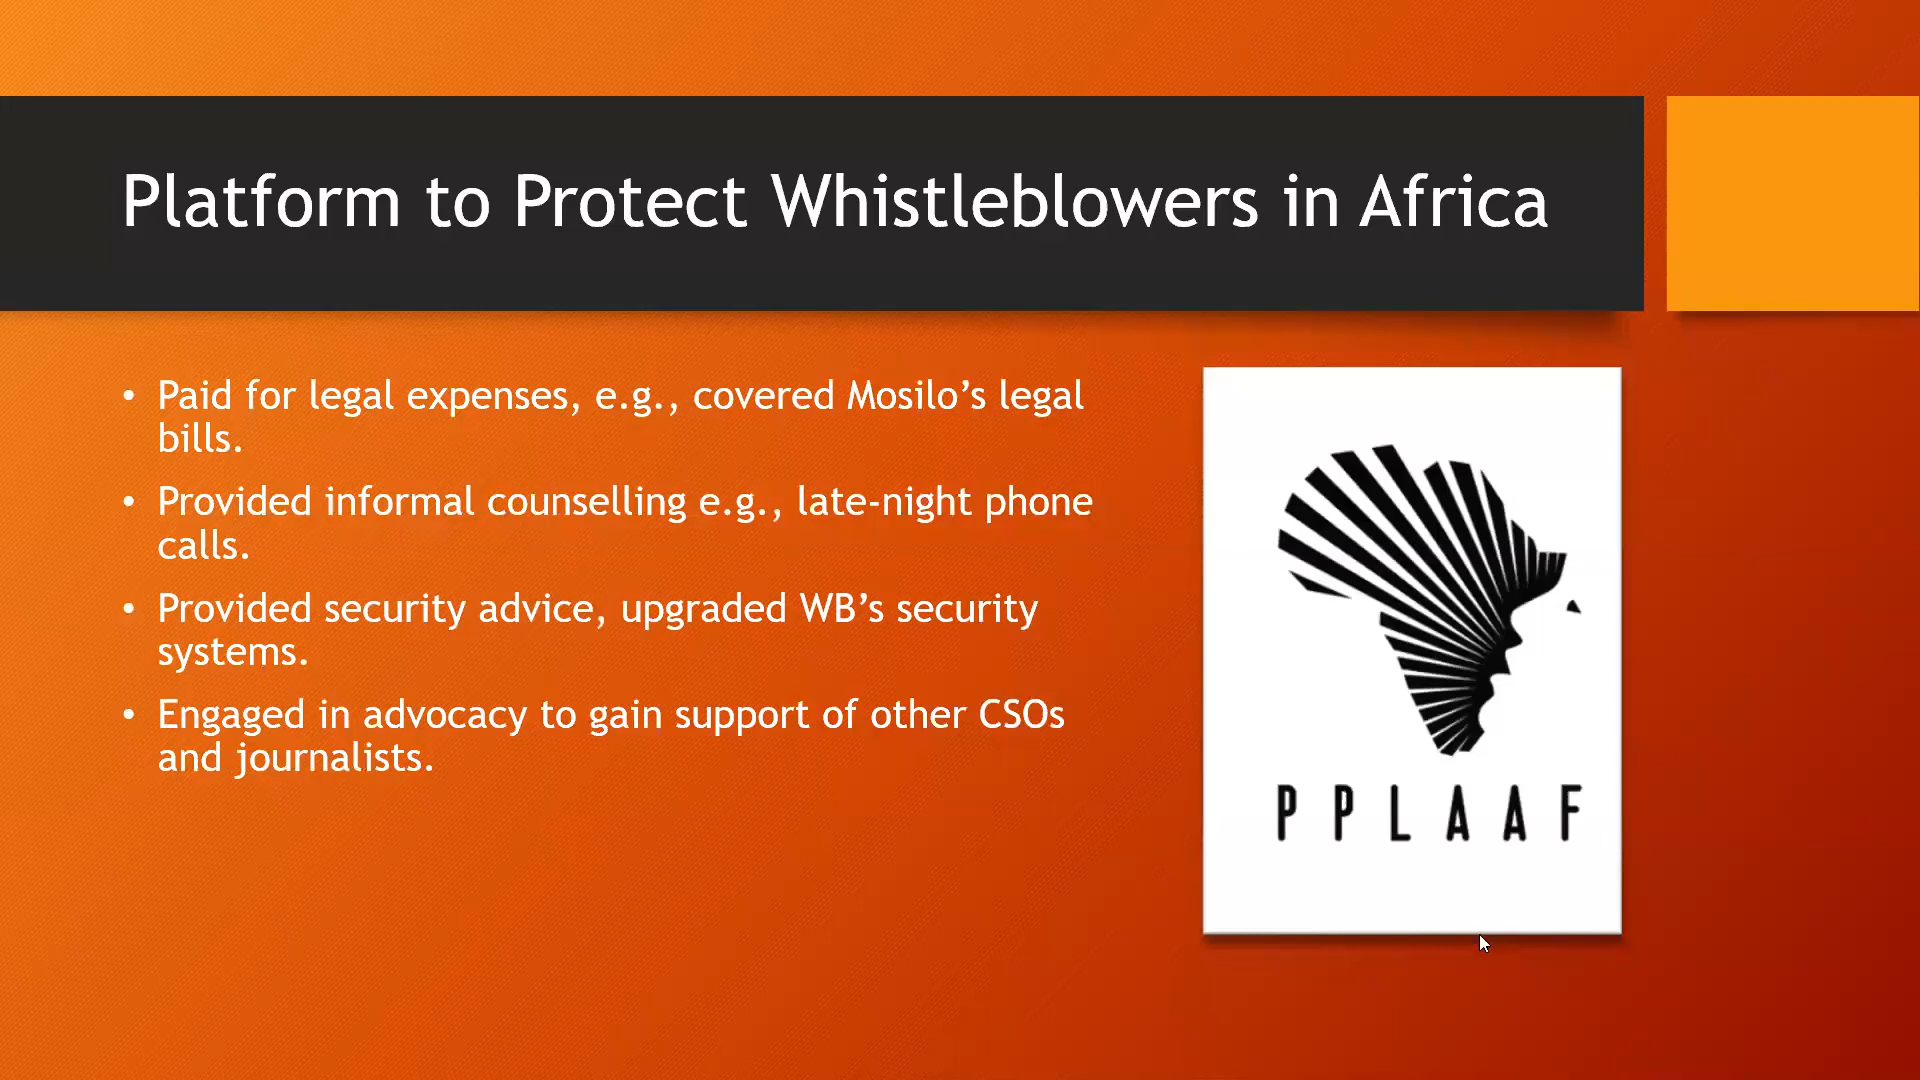 Platform to Protect Whistleblowers in Africa
• Paid for legal expenses, e.g., covered Mosilo’s legal
bills.
• Provided informal counselling e.g., late-night phone
calls.
• Provided security advice, upgraded WB’s security
systems.
• Engaged in advocacy to gain support of other CSOs
and journalists.
PPLAAF